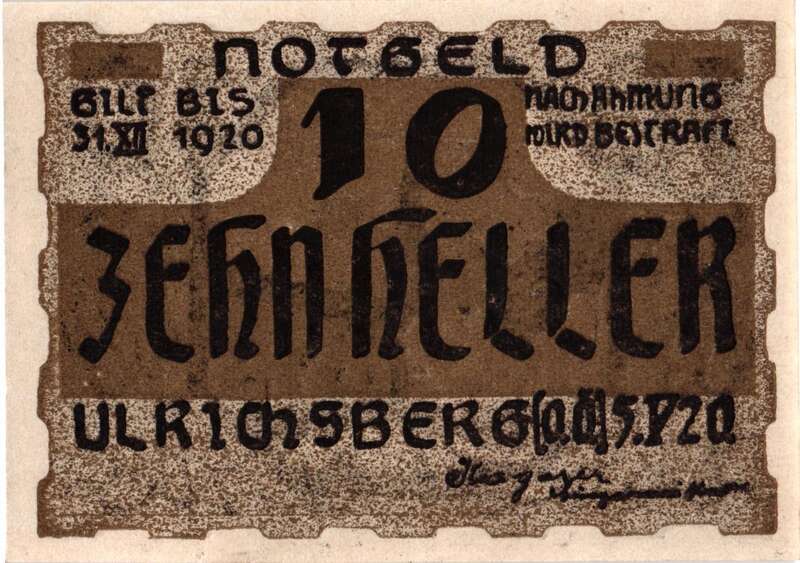 NOTGELD
GILT BIS
31.XII 1920
10
NACHAHMUNG
WIRD BESTRAFT
ZEHN HELLER
ULRICHSBERG (O.Ö) 5.V 20.